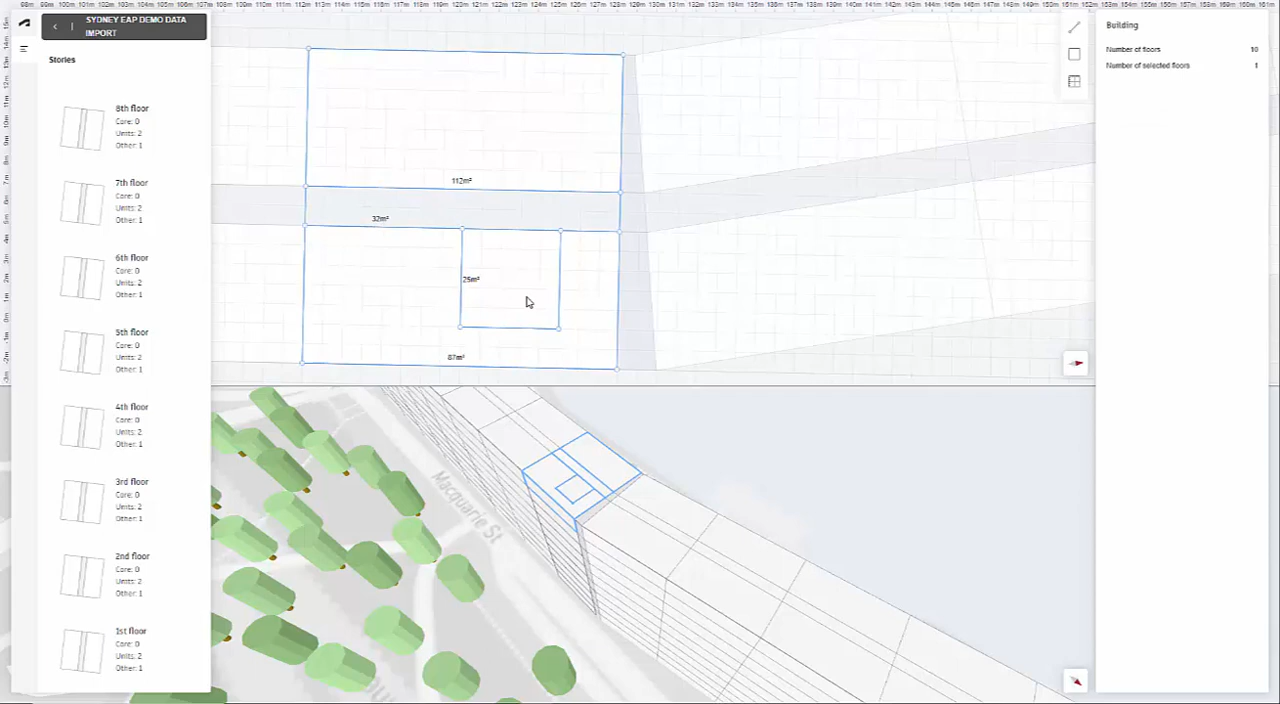 SYDNEY EAP DEMO DATA
IMPORT
Stories
8th floor
Core: 0
Units: 2
Other: 1
7th floor
Core: 0
Units: 2
Other: 1
6th floor
Core: 0
Units: 2
Other: 1
5th floor
Core: 0
Units: 2
Other: 1
4th floor
Core: 0
Units: 2
Other: 1
3rd floor
Core: 0
Units: 2
Other: 1
2nd floor
Core: 0
Units: 2
Other: 1
1st floor
Core: 0
Units: 2
Other: 1
112m²
32m²
25m²
87m²
Macquarie St
Building
Number of floors 10
Number of selected floors 1